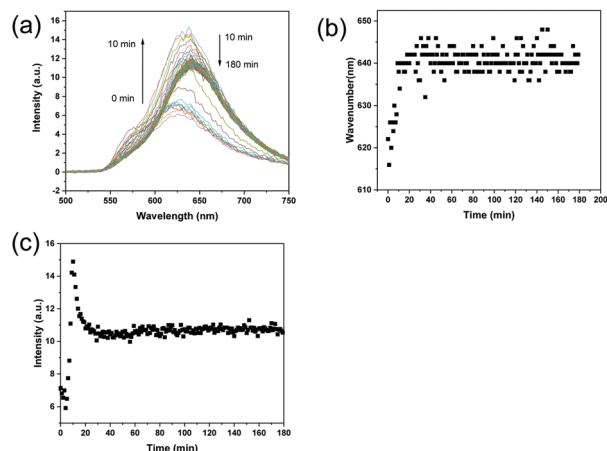 (a)
16
14
12
10
8
6
4
2
0
-2
Intensity (a.u.)
10 min
0 min
10 min
180 min
500 550 600 650 700 750
Wavelength (nm)
(b)
650
640
630
620
610
Wavenumber(nm)
0 20 40 60 80 100 120 140 160 180 200
Time (min)
(c)
16
14
12
10
8
6
Intensity (a.u.)
0 20 40 60 80 100 120 140 160 180
Time (min)